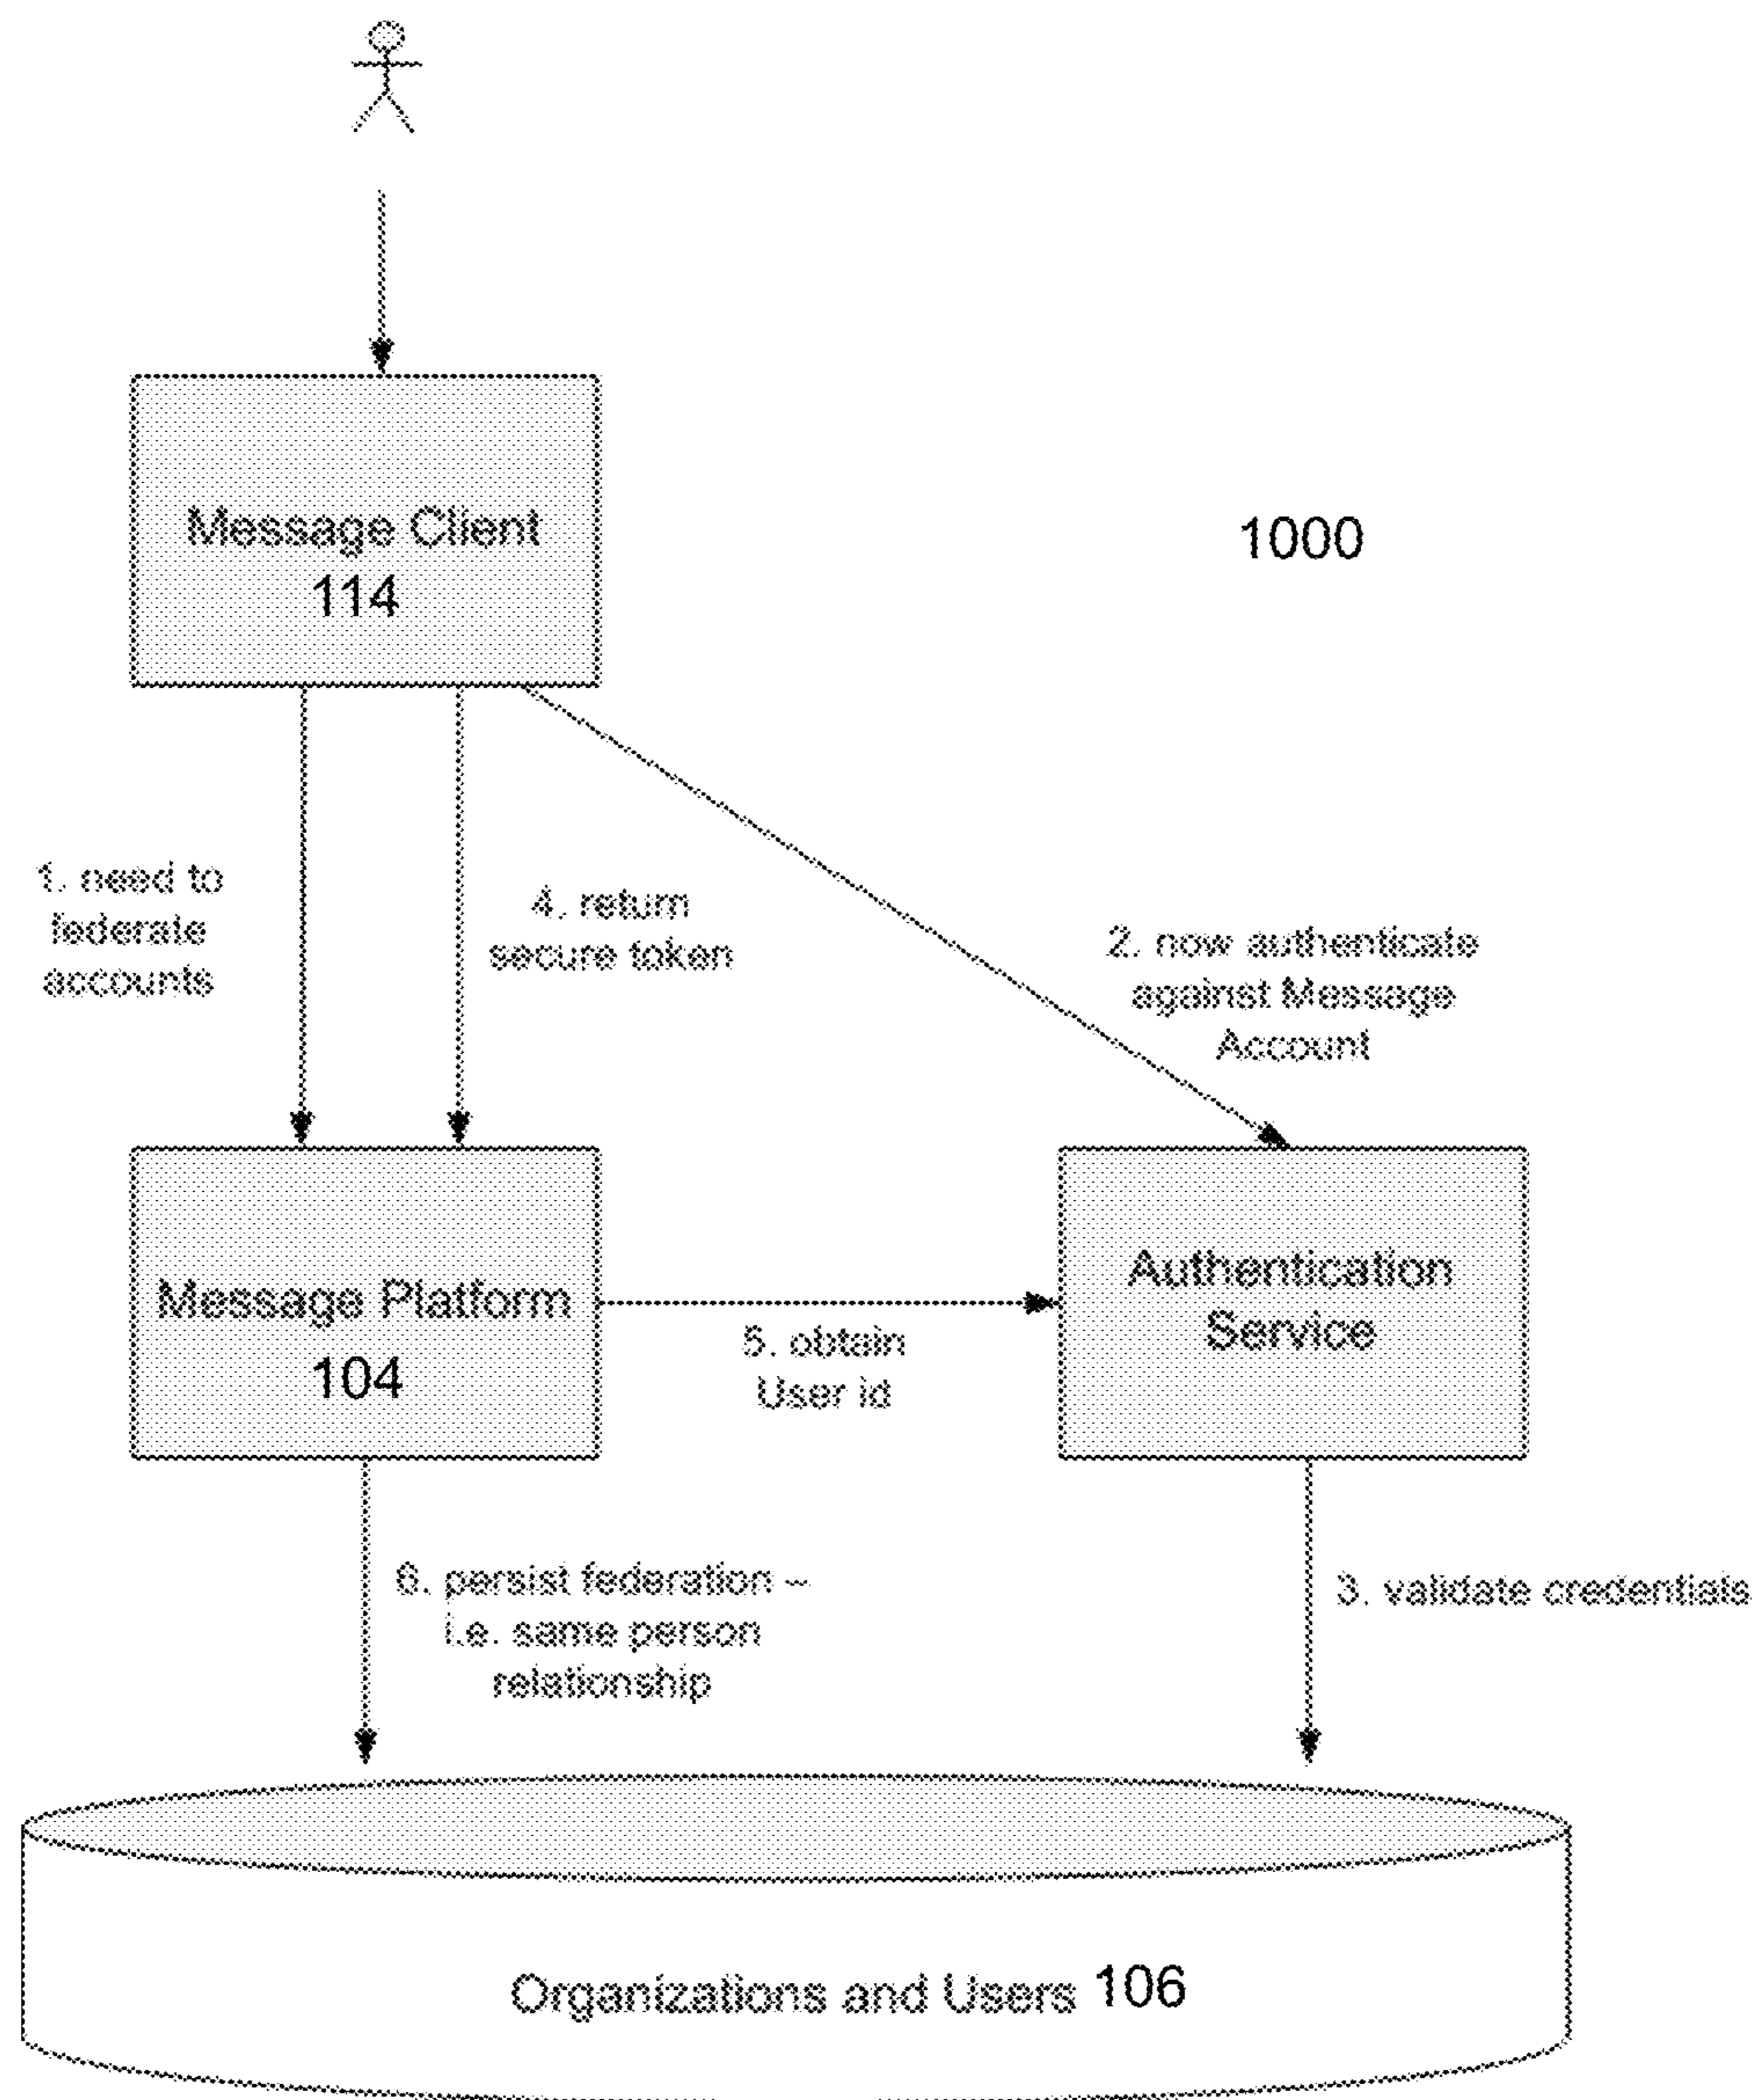 Message Client
114
1000
1. need to
federate
accounts
4. return
secure token
2. now authenticate
against Message
Account
Message Platform
104
5. obtain
User id
Authentication
Service
6. persist federation –
i.e. same person
relationship
3. validate credentials
Organizations and Users 106